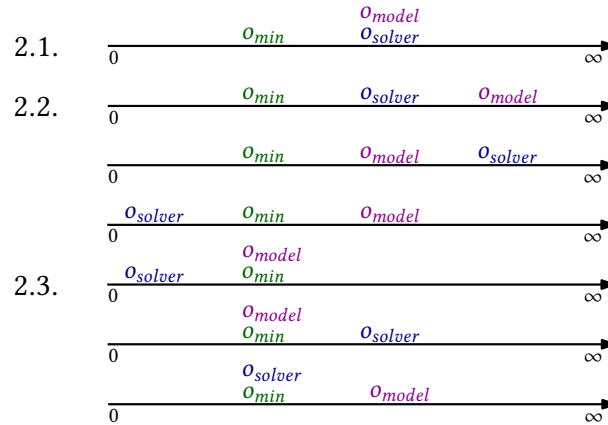 o_model
o_min o_solver
2.1.
0 ∞
o_min o_solver o_model
2.2.
0 ∞
o_min o_model o_solver
0 ∞
o_solver o_min o_model
0 ∞
o_model
o_solver o_min
2.3.
0 ∞
o_model
o_min o_solver
0 ∞
o_solver
o_min o_model
0 ∞